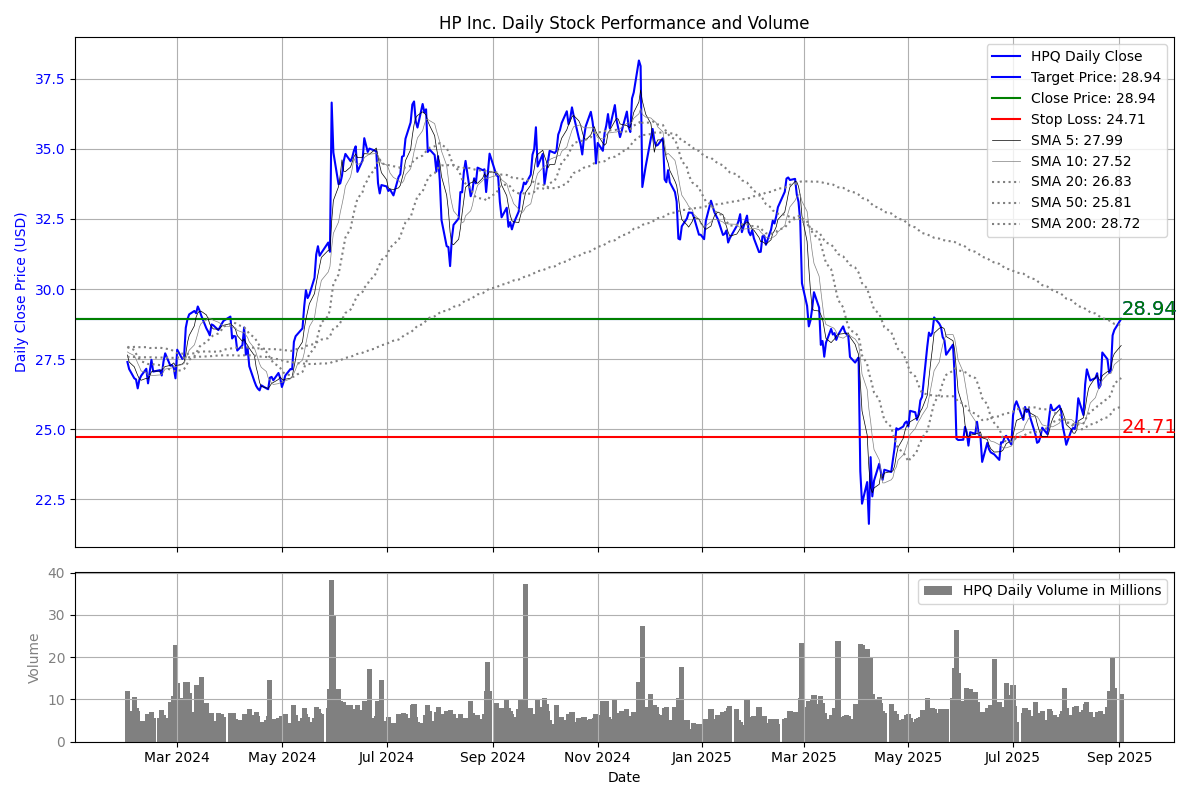 HP Inc. Daily Stock Performance and Volume
Daily Close Price (USD)
37.5
35.0
32.5
30.0
27.5
25.0
22.5
HPQ Daily Close
Target Price: 28.94
Close Price: 28.94
Stop Loss: 24.71
SMA 5: 27.99
SMA 10: 27.52
SMA 20: 26.83
SMA 50: 25.81
SMA 200: 28.72
28.94
24.71
Volume
40
30
20
10
0
HPQ Daily Volume in Millions
Mar 2024
May 2024
Jul 2024
Sep 2024
Nov 2024
Jan 2025
Mar 2025
May 2025
Jul 2025
Sep 2025
Date